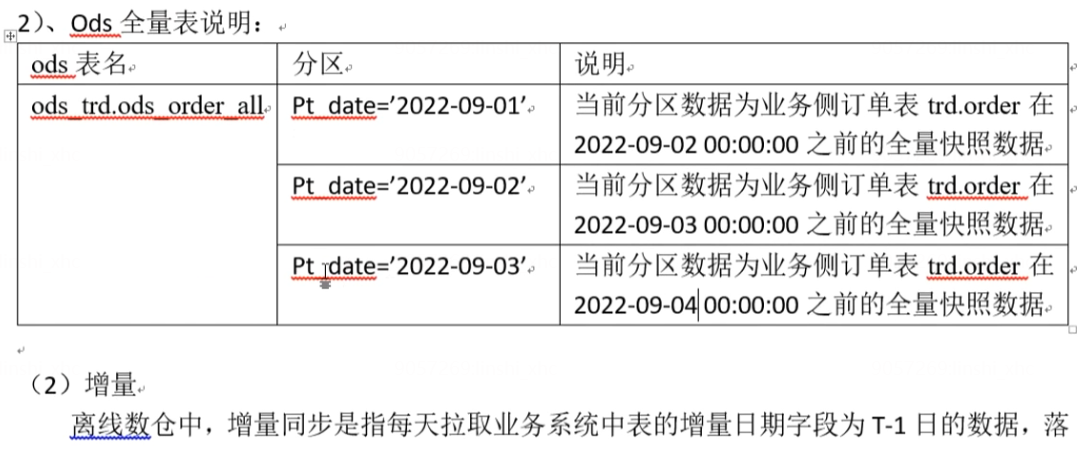 2)、Ods 全量表说明：
ods 表名 分区 说明
ods_trd.ods_order_all Pt_date='2022-09-01' 当前分区数据为业务侧订单表 trd.order 在
2022-09-02 00:00:00 之前的全量快照数据
Pt_date='2022-09-02' 当前分区数据为业务侧订单表 trd.order 在
2022-09-03 00:00:00 之前的全量快照数据
Pt_date='2022-09-03' 当前分区数据为业务侧订单表 trd.order 在
2022-09-04 00:00:00 之前的全量快照数据
（2）增量
离线数仓中，增量同步是指每天拉取业务系统中表的增量日期字段为 T-1 日的数据，落